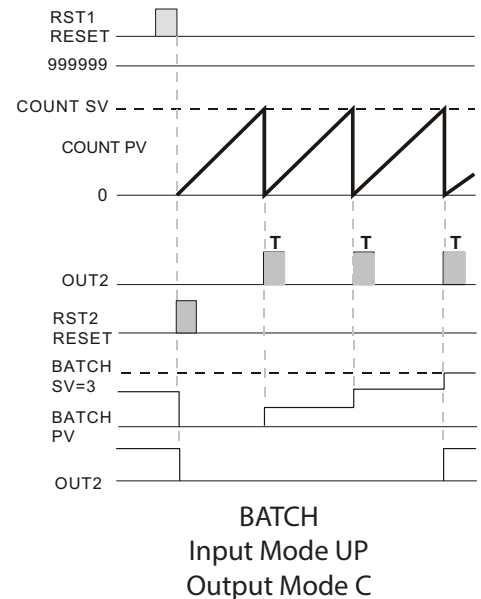 RST1
RESET
999999
COUNT SV
COUNT PV
0
T T T
OUT2
RST2
RESET
BATCH
SV=3
BATCH
PV
OUT2
BATCH
Input Mode UP
Output Mode C